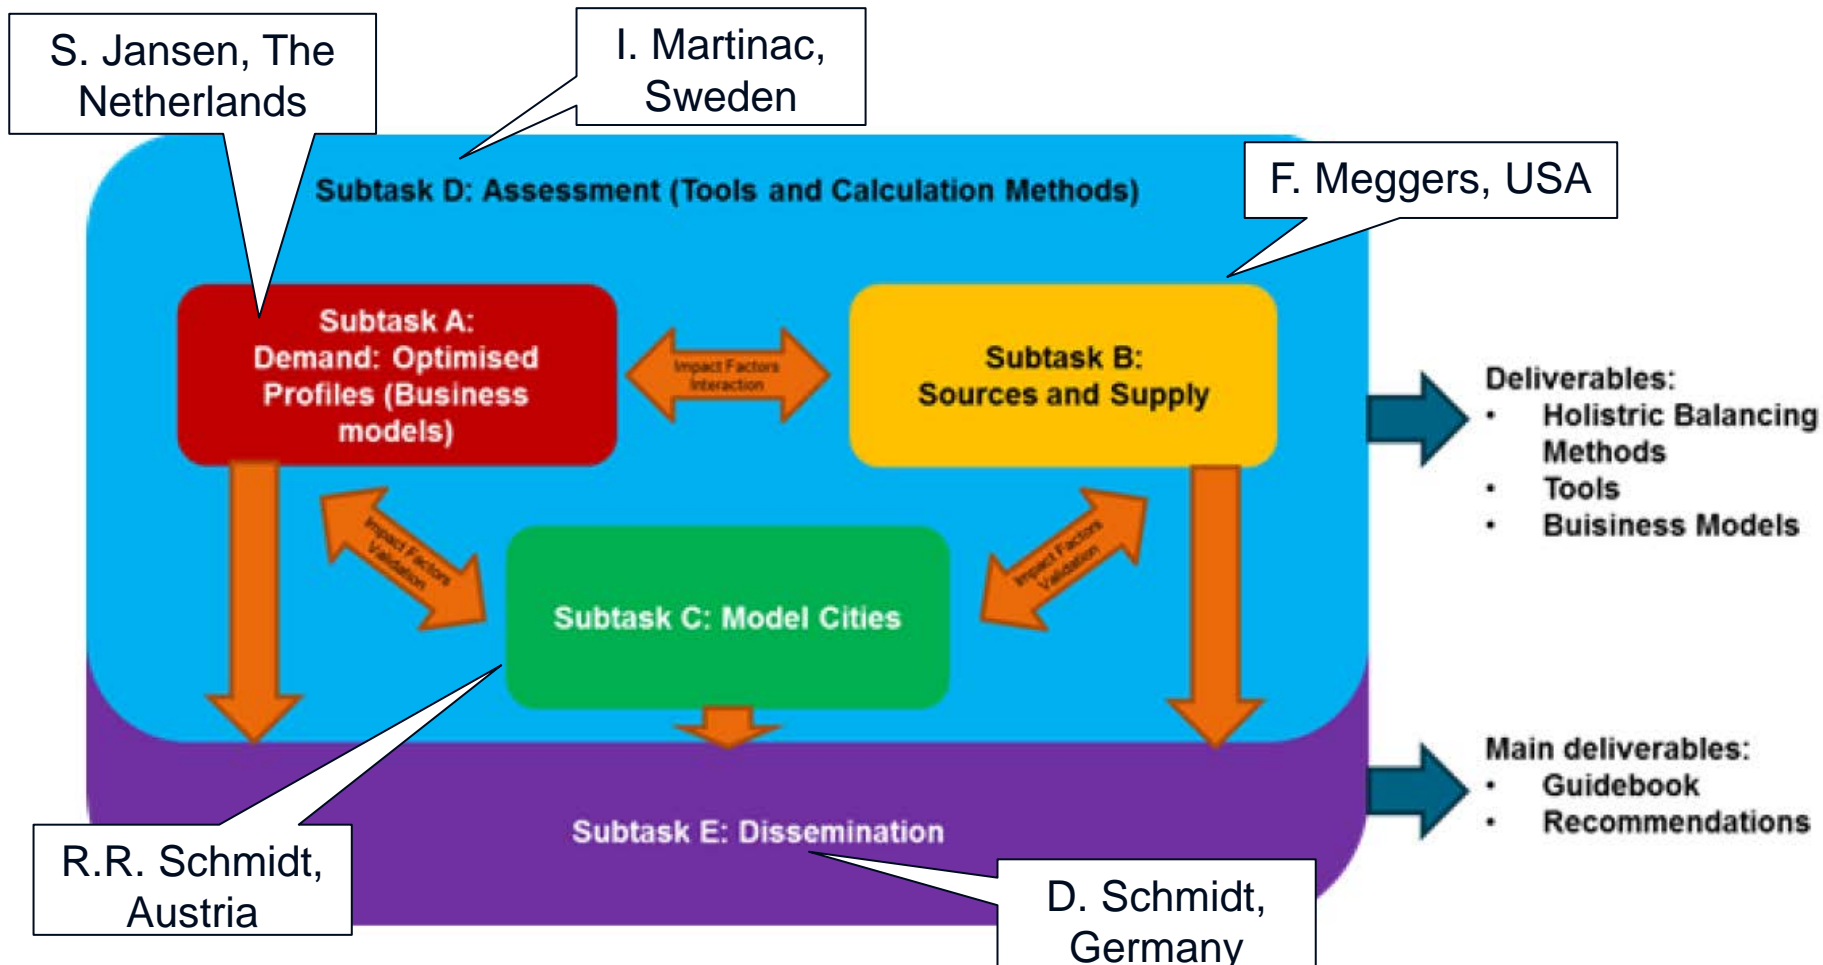 S. Jansen, The
Netherlands
I. Martinac,
Sweden
F. Meggers, USA
Subtask D: Assessment (Tools and Calculation Methods)
Subtask A:
Demand: Optimised
Profiles (Business
models)
Impact Factors
Interaction
Subtask B:
Sources and Supply
Deliverables:
• Holistric Balancing
Methods
• Tools
• Buisiness Models
Impact Factors
Validation
Impact Factors
Validation
Subtask C: Model Cities
Main deliverables:
• Guidebook
• Recommendations
Subtask E: Dissemination
R.R. Schmidt,
Austria
D. Schmidt,
Germany